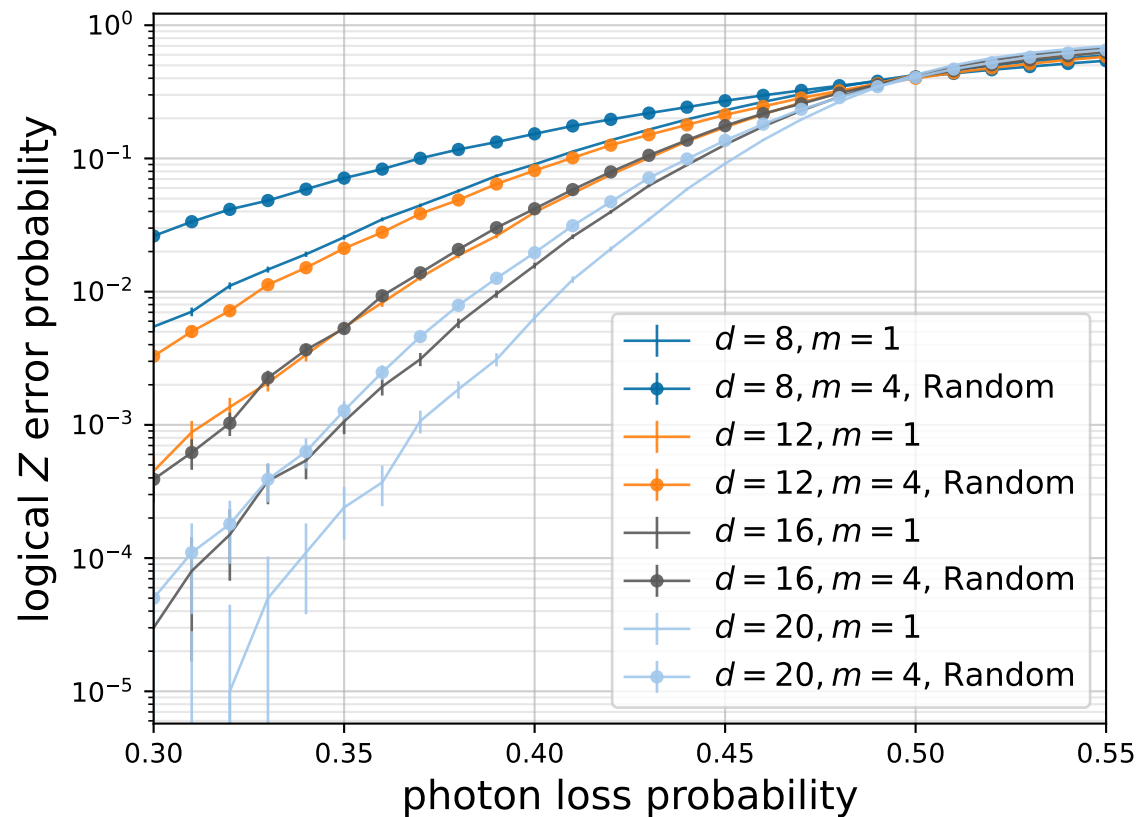 logical Z error probability
10⁰
10⁻¹
10⁻²
10⁻³
10⁻⁴
10⁻⁵
d = 8, m = 1
d = 8, m = 4, Random
d = 12, m = 1
d = 12, m = 4, Random
d = 16, m = 1
d = 16, m = 4, Random
d = 20, m = 1
d = 20, m = 4, Random
0.30 0.35 0.40 0.45 0.50 0.55
photon loss probability